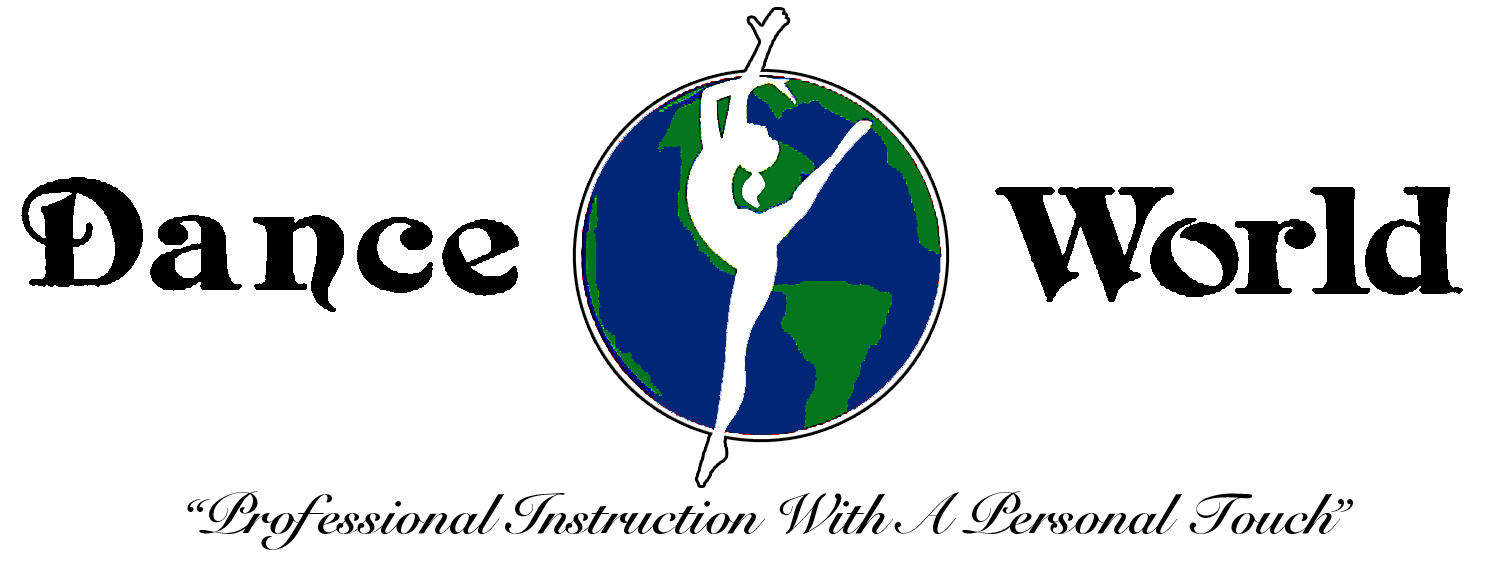 Dance World
“Professional Instruction With A Personal Touch”